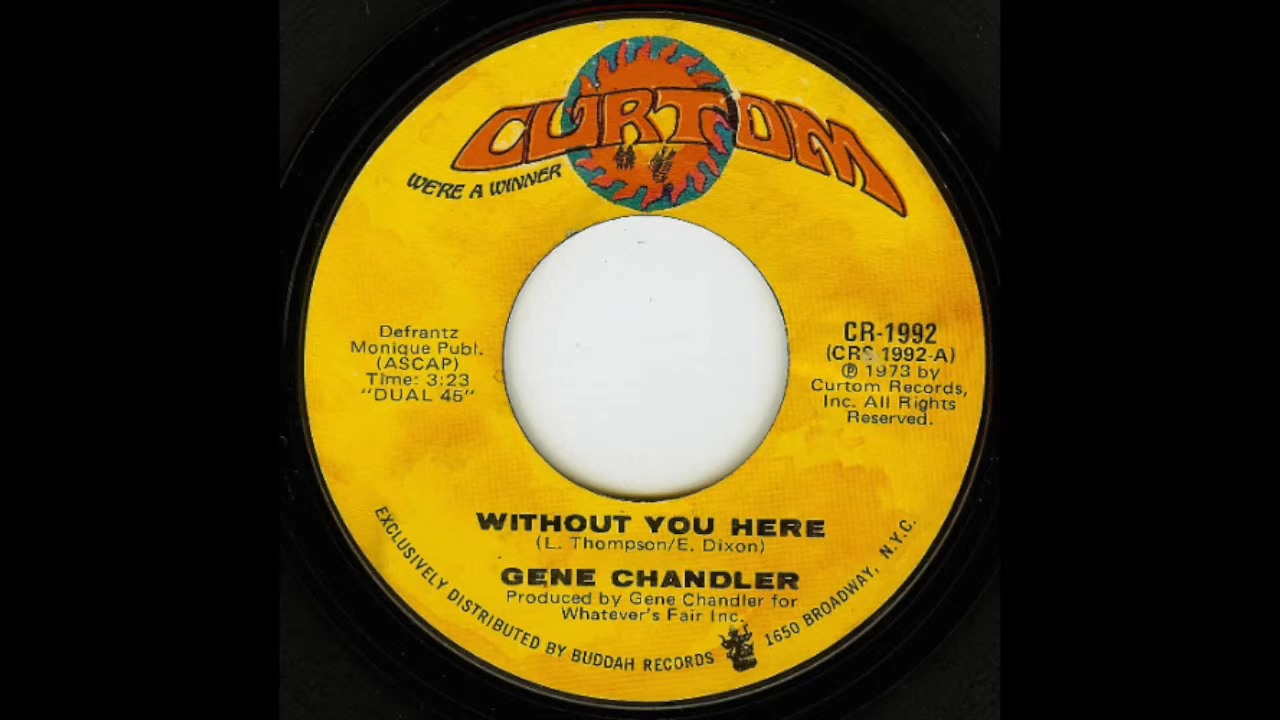 CURTOM
WE'RE A WINNER
Defrantz
Monique Publ.
(ASCAP)
Time: 3:23
"DUAL 45"
CR-1992
(CRS 1992-A)
℗ 1973 by
Curtom Records,
Inc. All Rights
Reserved.
WITHOUT YOU HERE
(L. Thompson/E. Dixon)
GENE CHANDLER
Produced by Gene Chandler for
Whatever's Fair Inc.
EXCLUSIVELY DISTRIBUTED BY BUDDAH RECORDS 1650 BROADWAY, N.Y.C.